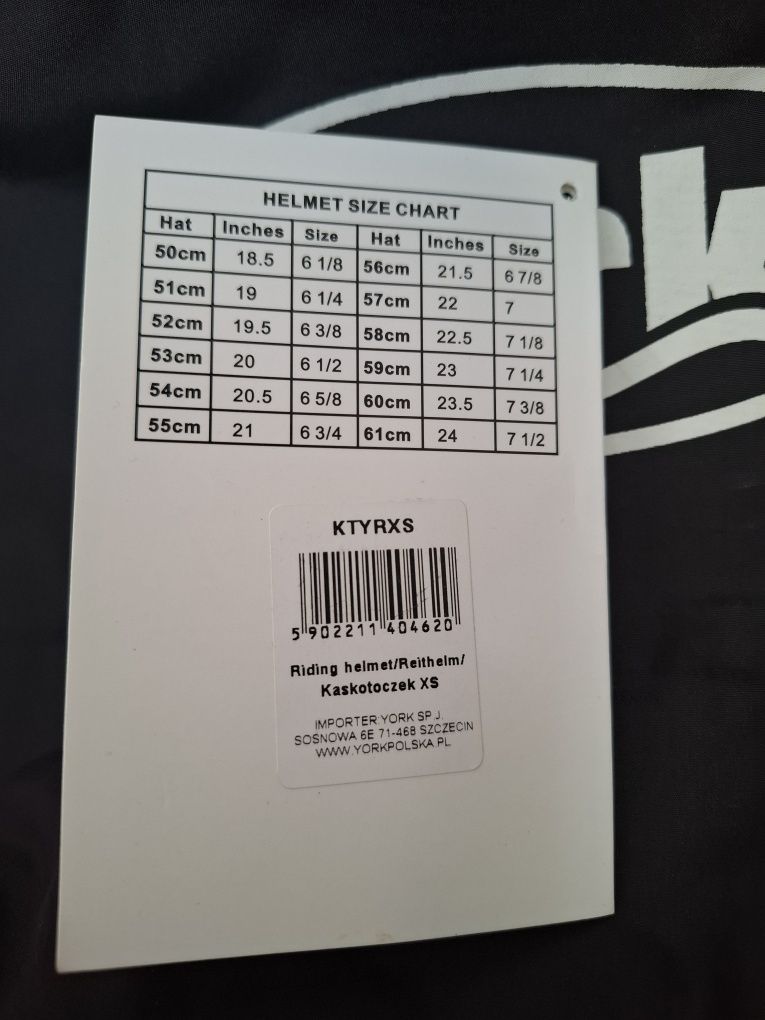 HELMET SIZE CHART
Hat Inches Size Hat Inches Size
50cm 18.5 6 1/8 56cm 21.5 6 7/8
51cm 19 6 1/4 57cm 22 7
52cm 19.5 6 3/8 58cm 22.5 7 1/8
53cm 20 6 1/2 59cm 23 7 1/4
54cm 20.5 6 5/8 60cm 23.5 7 3/8
55cm 21 6 3/4 61cm 24 7 1/2
KTYRXS
5 902211 404620
Riding helmet/Reithelm/
Kaskotoczek XS
IMPORTER:YORK SP.J.
SOSNOWA 6E 71-468 SZCZECIN
WWW.YORKPOLSKA.PL